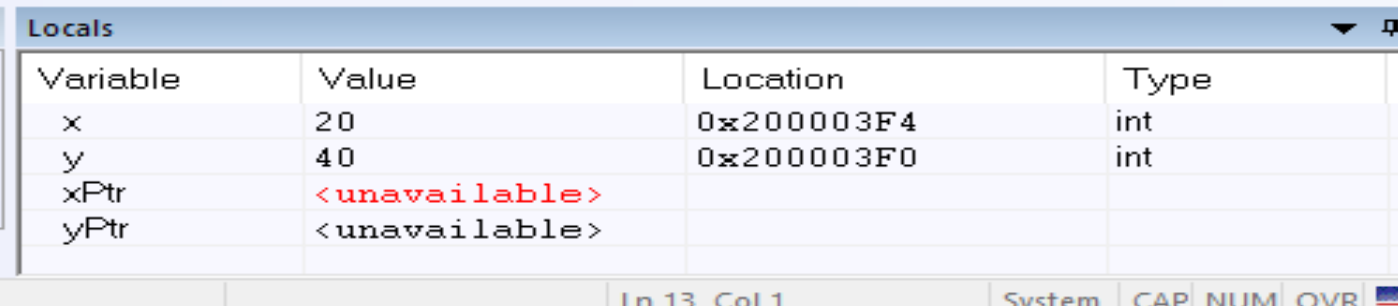 Locals
Variable Value Location Type
x 20 0x200003F4 int
y 40 0x200003F0 int
xPtr <unavailable>
yPtr <unavailable>
Ln 13, Col 1 System CAP NUM OVR